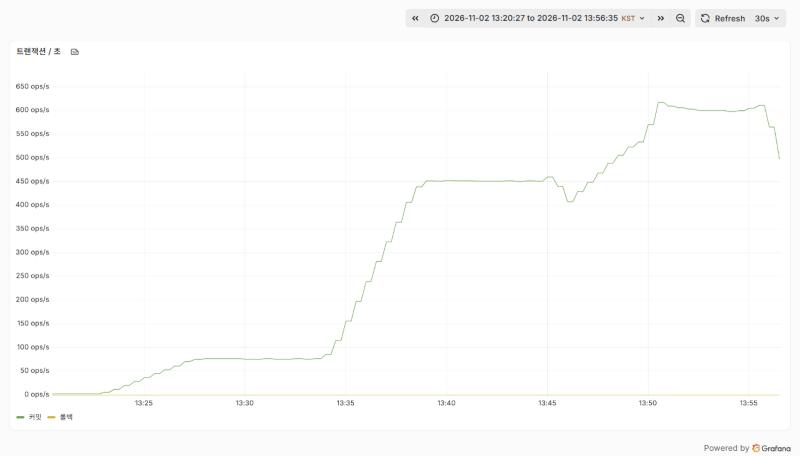 2026-11-02 13:20:27 to 2026-11-02 13:56:35 KST
Refresh 30s
트랜잭션 / 초
650 ops/s
600 ops/s
550 ops/s
500 ops/s
450 ops/s
400 ops/s
350 ops/s
300 ops/s
250 ops/s
200 ops/s
150 ops/s
100 ops/s
50 ops/s
0 ops/s
13:25 13:30 13:35 13:40 13:45 13:50 13:55
커밋 롤백
Powered by Grafana